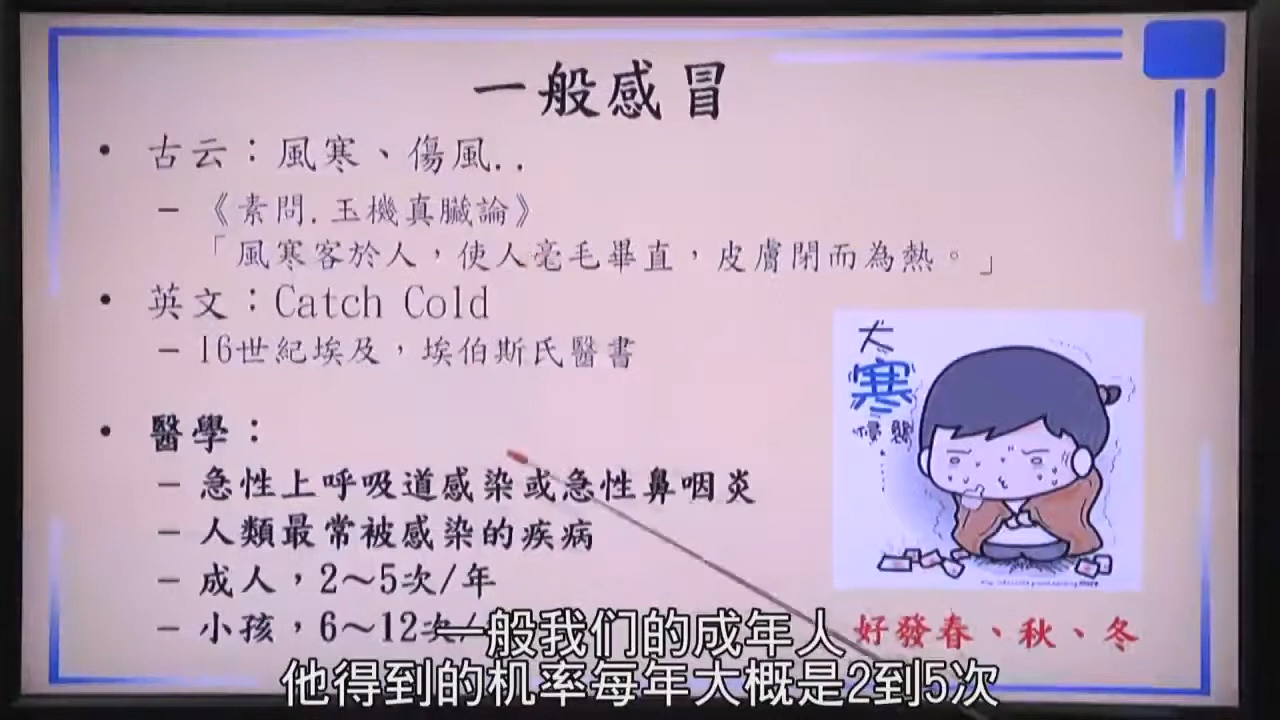 一般感冒
• 古云：風寒、傷風..
– 《素問.玉機真臟論》
「風寒客於人，使人毫毛畢直，皮膚閉而為熱。」
• 英文：Catch Cold
– 16世紀埃及，埃伯斯氏醫書
• 醫學：
– 急性上呼吸道感染或急性鼻咽炎
– 人類最常被感染的疾病
– 成人，2～5次/年
– 小孩，6～12次/
大
寒
好發春、秋、冬
一般我们的成年人
他得到的机率每年大概是2到5次